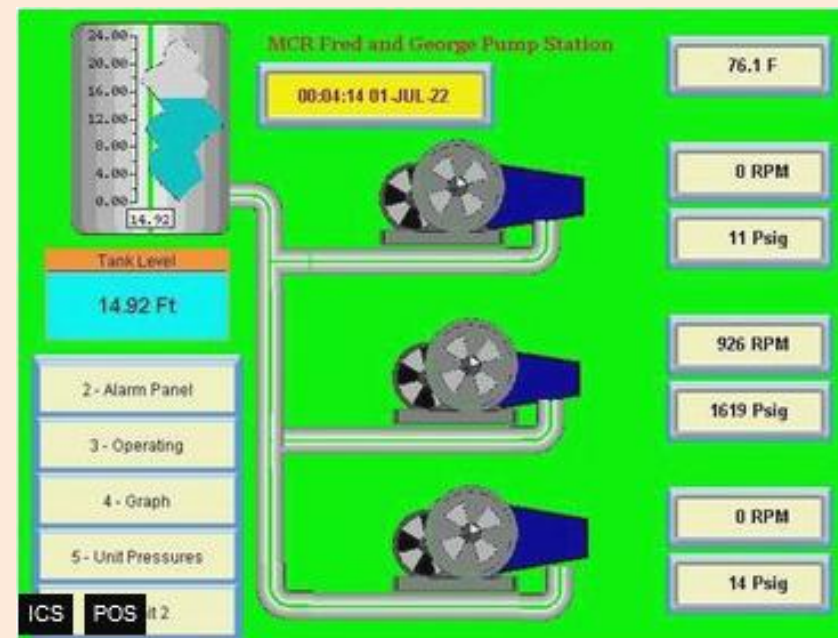 24.00
20.00
16.00
12.00
8.00
4.00
0.00
14.92
MCR Fred and George Pump Station
00:04:14 01-JUL-22
76.1 F
0 RPM
11 Psig
Tank Level
14.92 Ft
926 RPM
1619 Psig
2 - Alarm Panel
3 - Operating
4 - Graph
5 - Unit Pressures
0 RPM
14 Psig
ICS POS it 2